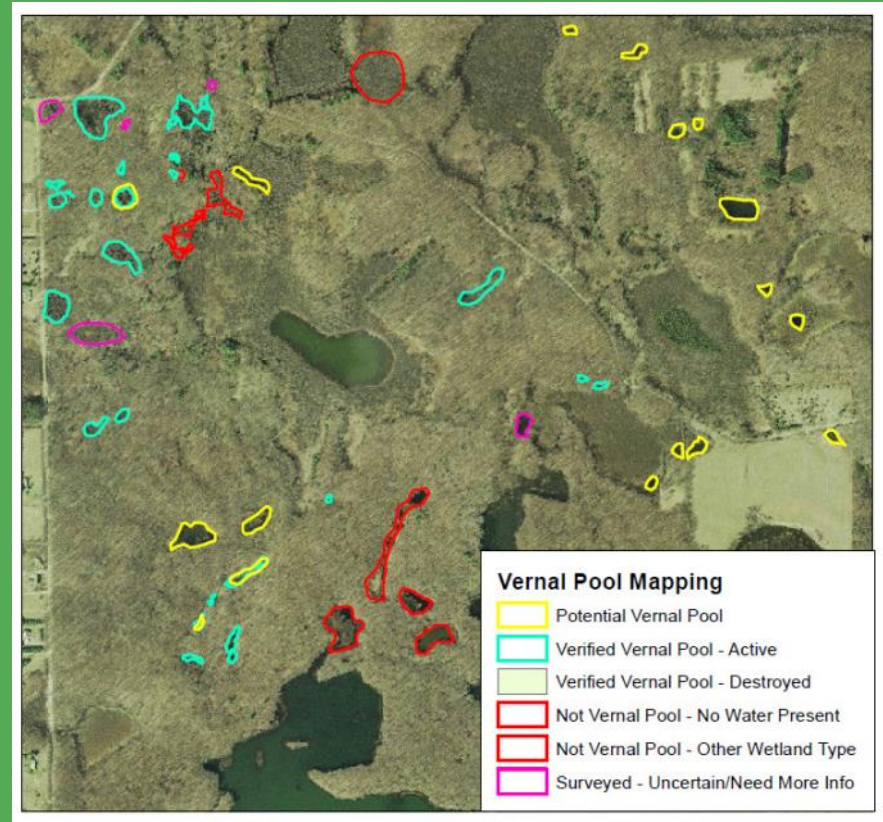 Vernal Pool Mapping
Potential Vernal Pool
Verified Vernal Pool - Active
Verified Vernal Pool - Destroyed
Not Vernal Pool - No Water Present
Not Vernal Pool - Other Wetland Type
Surveyed - Uncertain/Need More Info